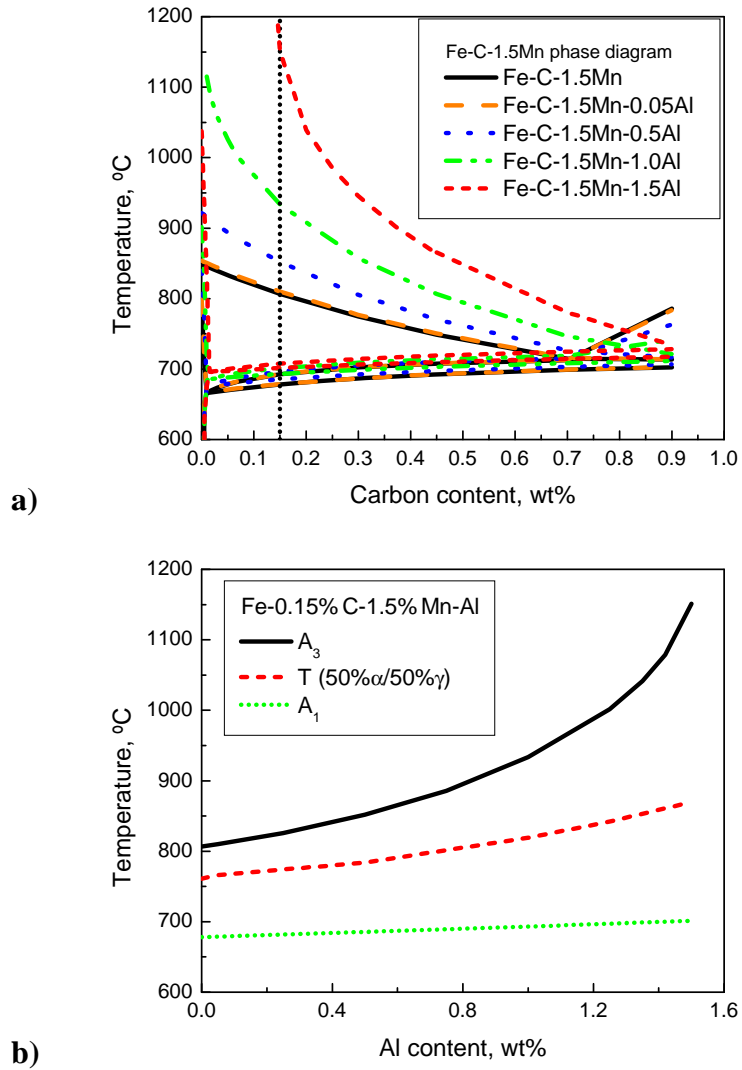 1200
1100
1000
900
800
700
600
Temperature, ºC
Fe-C-1.5Mn phase diagram
Fe-C-1.5Mn
Fe-C-1.5Mn-0.05Al
Fe-C-1.5Mn-0.5Al
Fe-C-1.5Mn-1.0Al
Fe-C-1.5Mn-1.5Al
0.0 0.1 0.2 0.3 0.4 0.5 0.6 0.7 0.8 0.9 1.0
Carbon content, wt%
a)
1200
1100
1000
900
800
700
600
Temperature, ºC
Fe-0.15% C-1.5% Mn-Al
A3
T (50%α/50%γ)
A1
0.0 0.4 0.8 1.2 1.6
Al content, wt%
b)